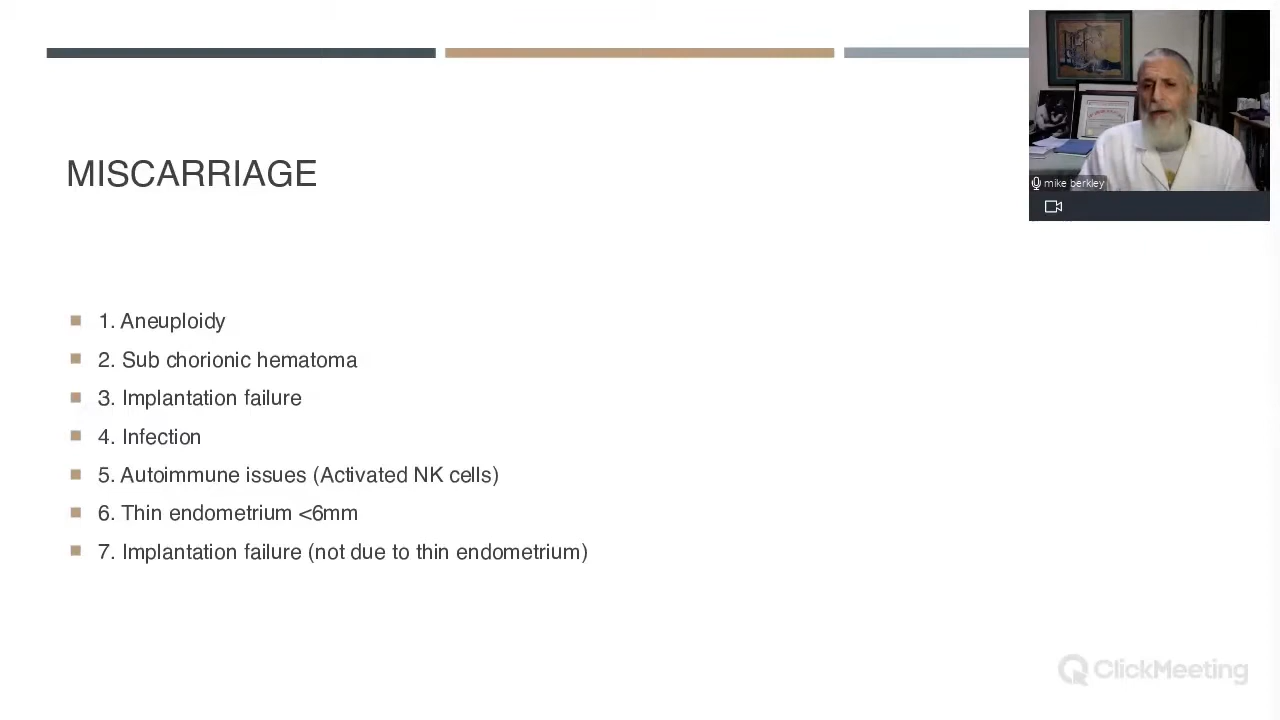 MISCARRIAGE
1. Aneuploidy
2. Sub chorionic hematoma
3. Implantation failure
4. Infection
5. Autoimmune issues (Activated NK cells)
6. Thin endometrium <6mm
7. Implantation failure (not due to thin endometrium)
mike berkley
ClickMeeting